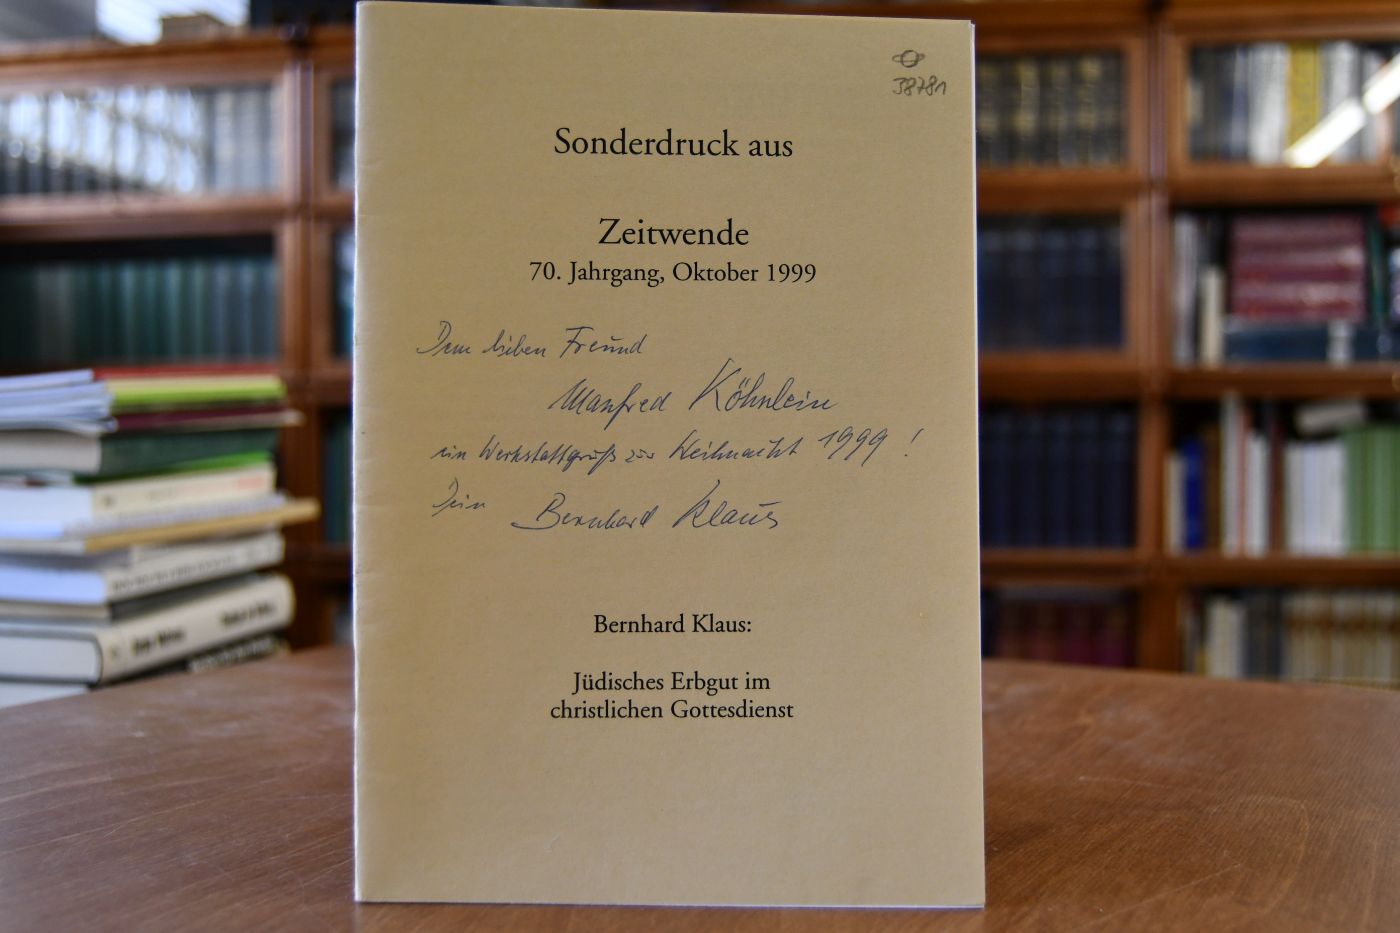 38781
Sonderdruck aus
Zeitwende
70. Jahrgang, Oktober 1999
Dem lieben Freund
Manfred Köhnlein
ein Werkstattgruß zur Weihnacht 1999!
Dein Bernhard Klaus
Bernhard Klaus:
Jüdisches Erbgut im
christlichen Gottesdienst